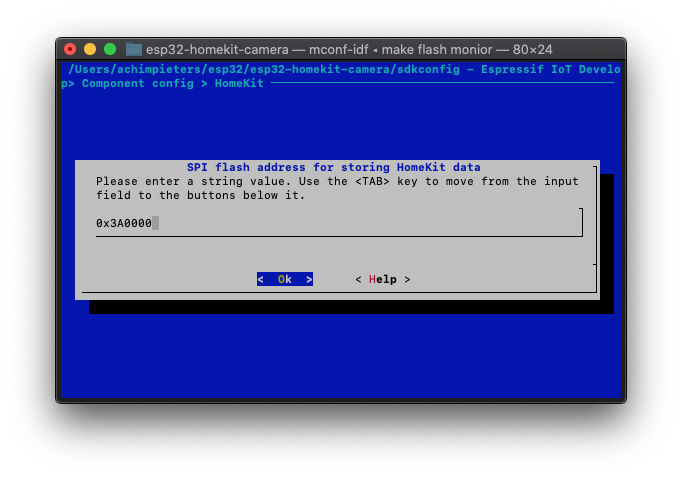 esp32-homekit-camera — mconf-idf ◂ make flash monior — 80×24
/Users/achimpieters/esp32/esp32-homekit-camera/sdkconfig - Espressif IoT Develo
p> Component config > HomeKit
SPI flash address for storing HomeKit data
Please enter a string value. Use the <TAB> key to move from the input
field to the buttons below it.
0x3A0000
< Ok > < Help >